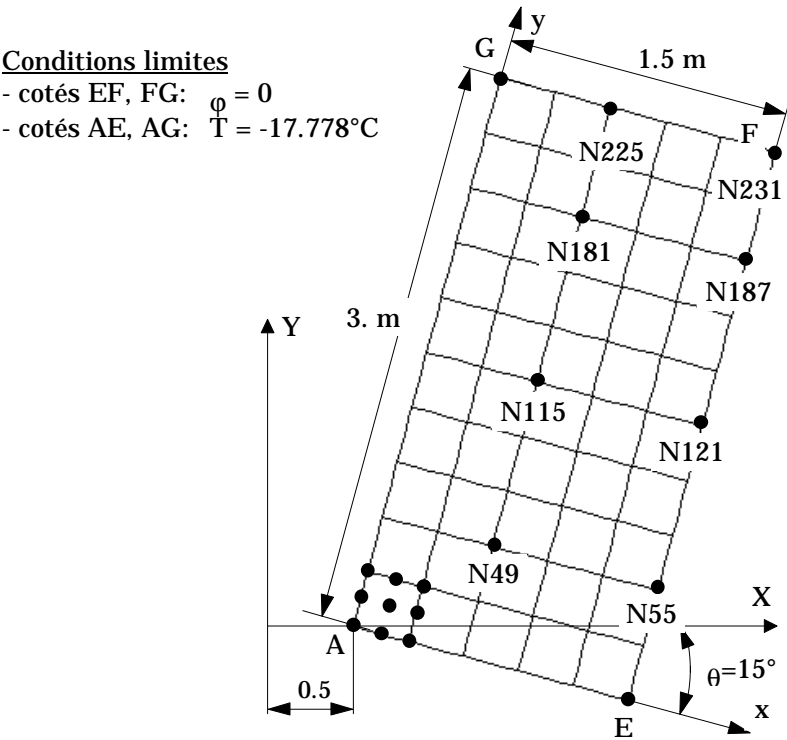 Conditions limites
- cotés EF, FG: φ = 0
- cotés AE, AG: T = -17.778°C
y
G
1.5 m
F
N225
N231
N181
N187
3. m
Y
N115
N121
N49
N55
X
A
θ=15°
0.5
x
E